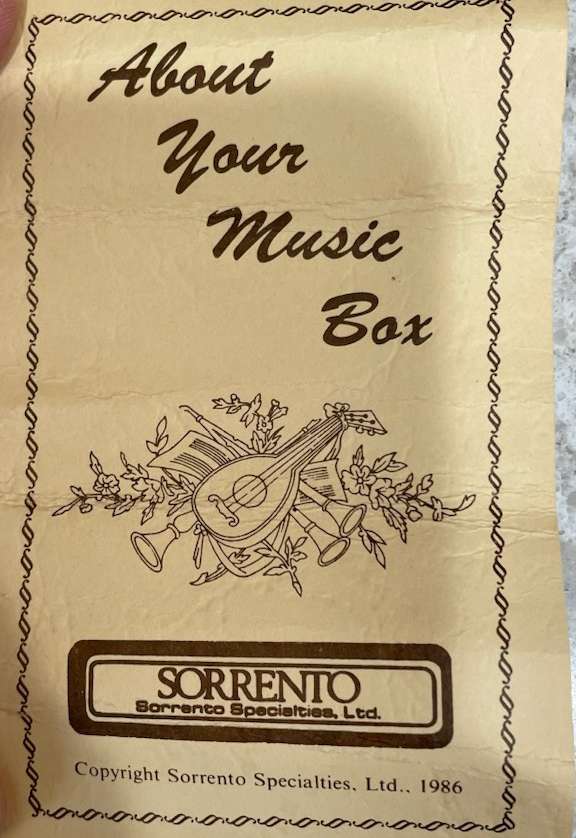 About
Your
Music
Box
SORRENTO
Sorrento Specialties, Ltd.
Copyright Sorrento Specialties, Ltd., 1986